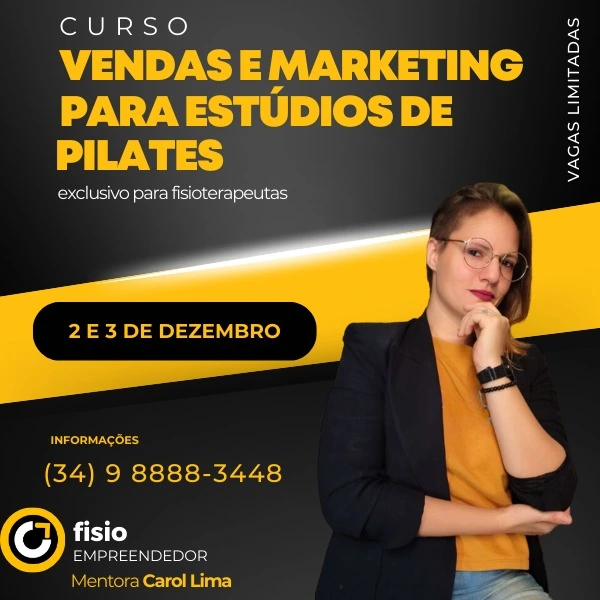 CURSO
VENDAS E MARKETING
PARA ESTÚDIOS DE
PILATES
exclusivo para fisioterapeutas
VAGAS LIMITADAS
2 E 3 DE DEZEMBRO
INFORMAÇÕES
(34) 9 8888-3448
fisio
EMPREENDEDOR
Mentora Carol Lima